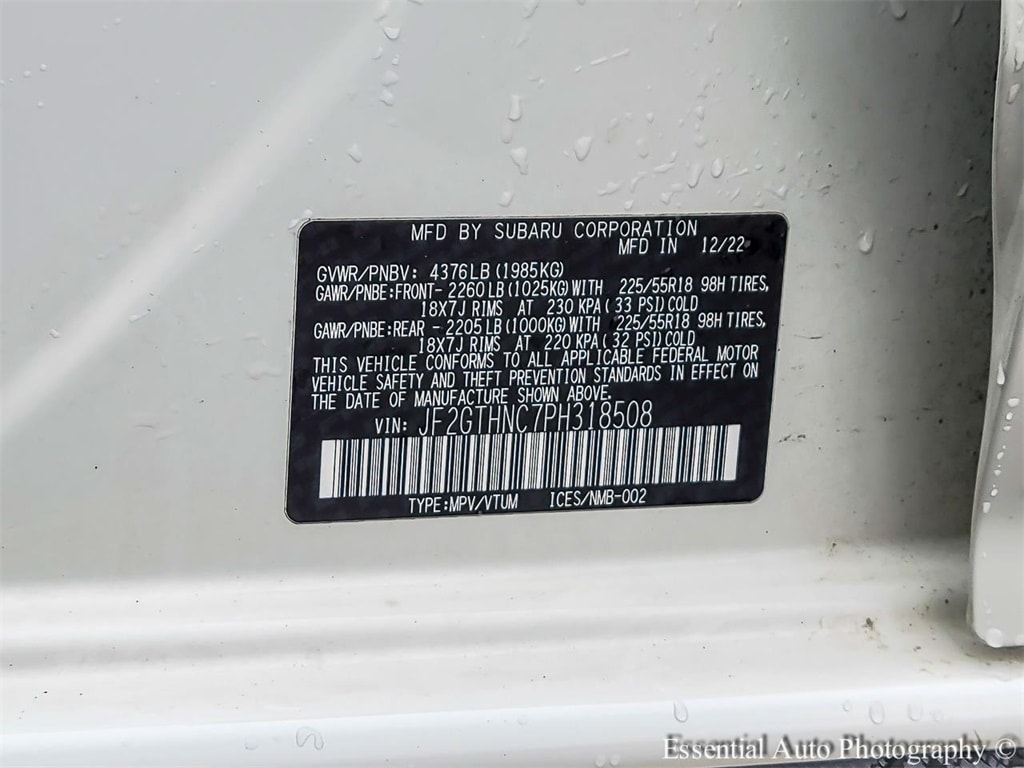 MFD BY SUBARU CORPORATION
MFD IN 12/22
GVWR/PNBV: 4376LB(1985KG)
GAWR/PNBE:FRONT- 2260LB(1025KG)WITH 225/55R18 98H TIRES,
18X7J RIMS AT 230 KPA(33 PSI)COLD
GAWR/PNBE:REAR - 2205LB(1000KG)WITH 225/55R18 98H TIRES,
18X7J RIMS AT 220 KPA(32 PSI)COLD
THIS VEHICLE CONFORMS TO ALL APPLICABLE FEDERAL MOTOR
VEHICLE SAFETY AND THEFT PREVENTION STANDARDS IN EFFECT ON
THE DATE OF MANUFACTURE SHOWN ABOVE.
VIN: JF2GTHNC7PH318508
TYPE:MPV/VTUM ICES/NMB-002
Essential Auto Photography ©